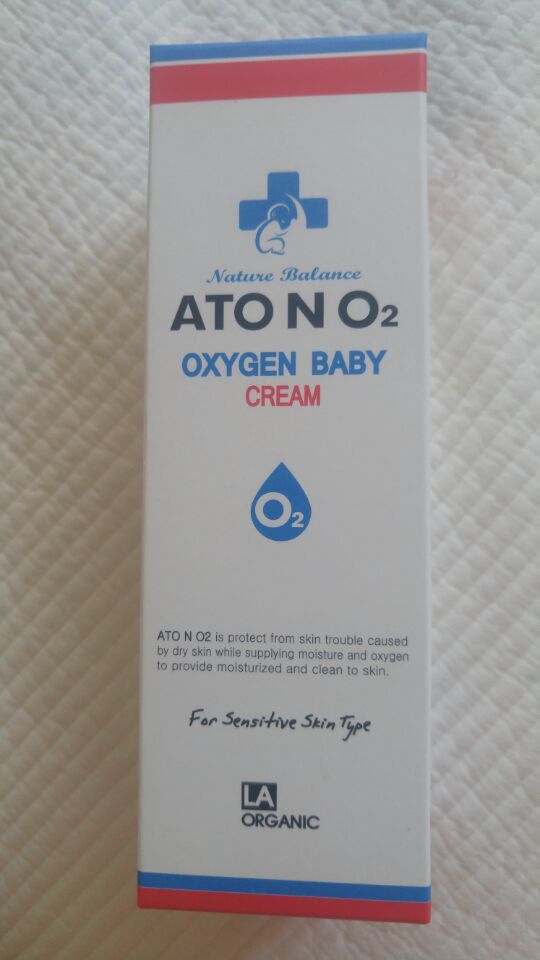 Nature Balance
ATO N O2
OXYGEN BABY
CREAM
O2
ATO N O2 is protect from skin trouble caused
by dry skin while supplying moisture and oxygen
to provide moisturized and clean to skin.
For Sensitive Skin Type
LA
ORGANIC